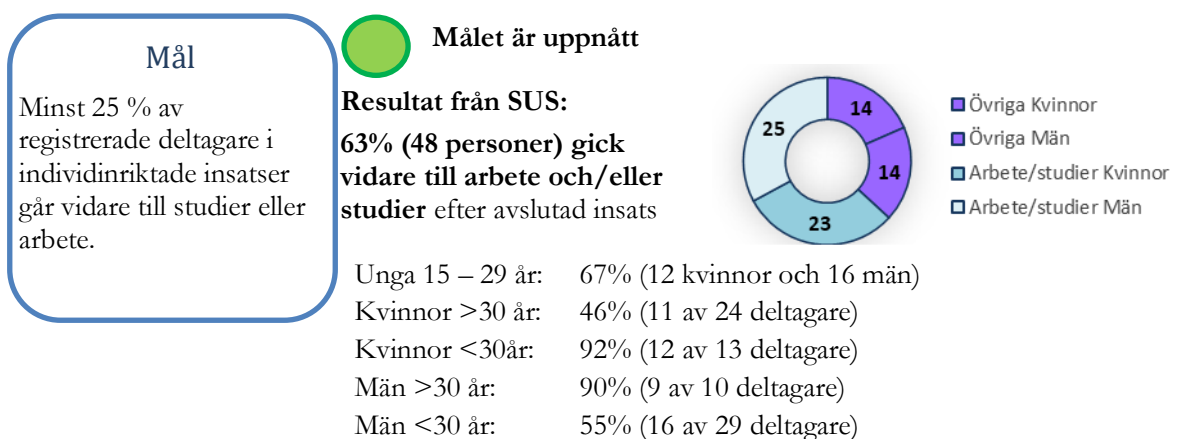 Mål
Minst 25 % av
registrerade deltagare i
individinriktade insatser
går vidare till studier eller
arbete.
Målet är uppnått
Resultat från SUS:
63% (48 personer) gick
vidare till arbete och/eller
studier efter avslutad insats
14
14
23
25
Övriga Kvinnor
Övriga Män
Arbete/studier Kvinnor
Arbete/studier Män
Unga 15 – 29 år: 67% (12 kvinnor och 16 män)
Kvinnor >30 år: 46% (11 av 24 deltagare)
Kvinnor <30år: 92% (12 av 13 deltagare)
Män >30 år: 90% (9 av 10 deltagare)
Män <30 år: 55% (16 av 29 deltagare)